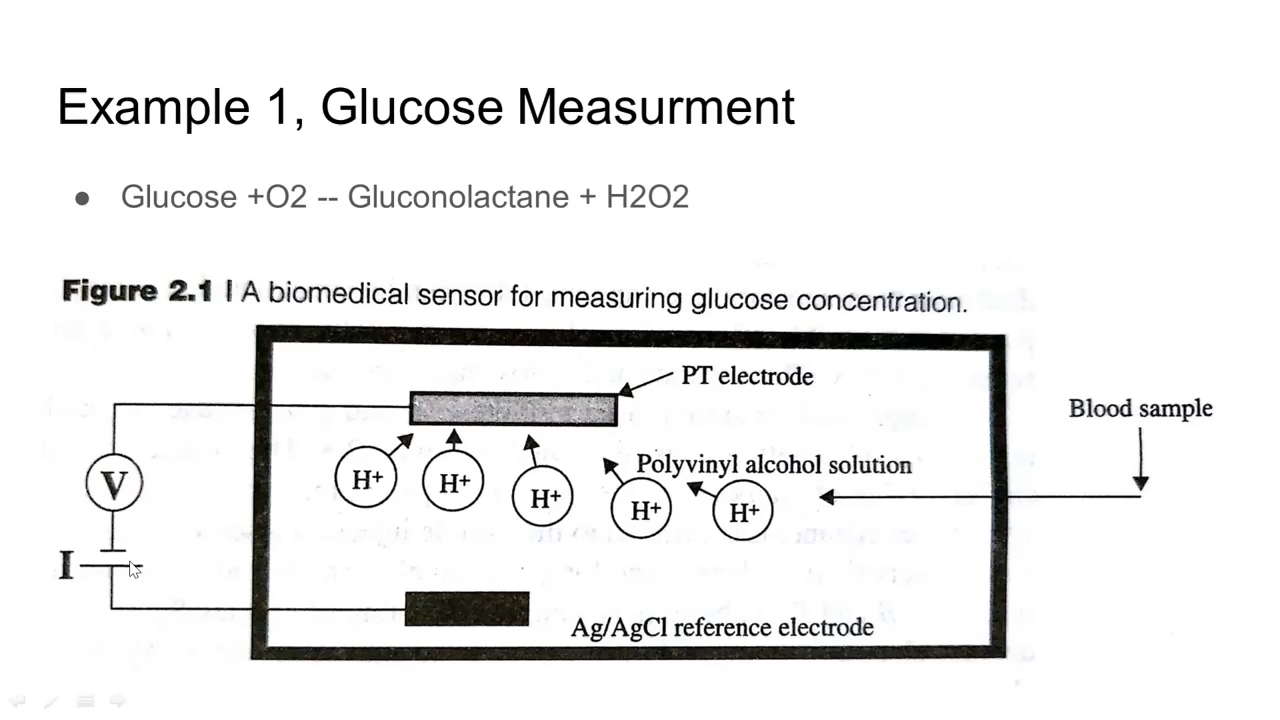 Example 1, Glucose Measurment
● Glucose +O2 -- Gluconolactane + H2O2
Figure 2.1 | A biomedical sensor for measuring glucose concentration.
PT electrode
Blood sample
Polyvinyl alcohol solution
V
H+ H+ H+ H+ H+
I
Ag/AgCl reference electrode